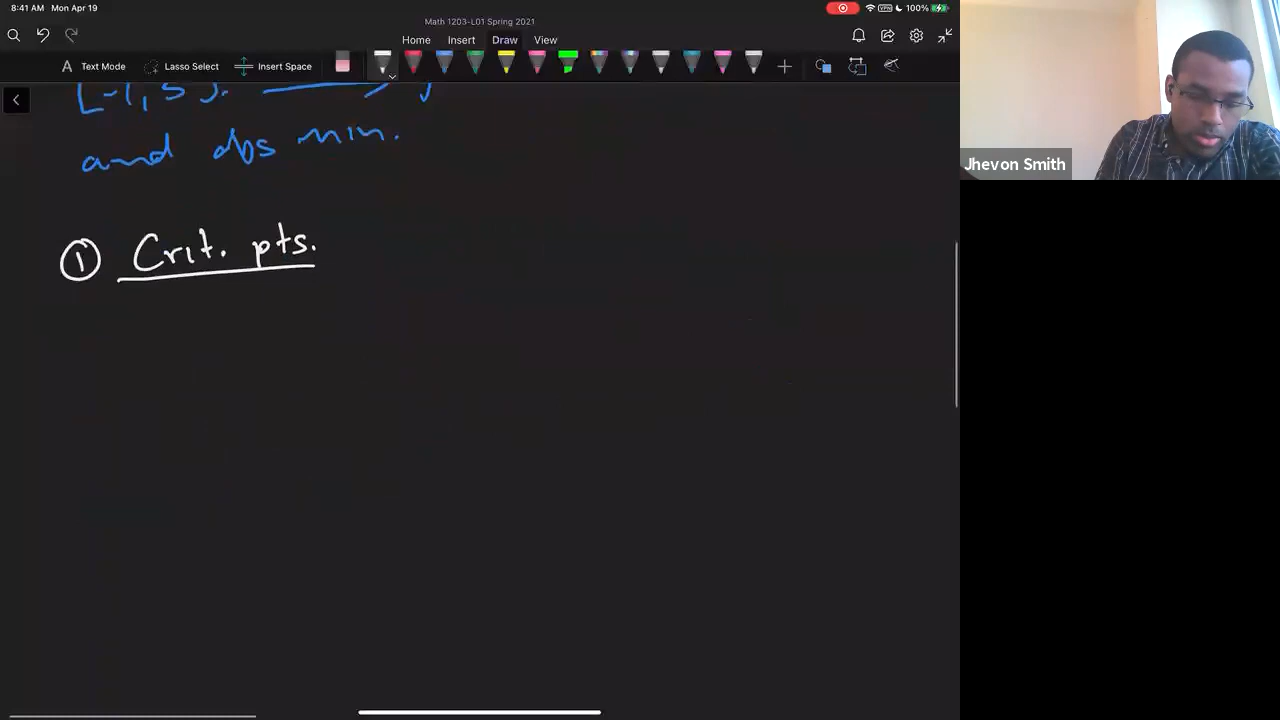 8:41 AM Mon Apr 19
VPN 100%
Math 1203-L01 Spring 2021
Home Insert Draw View
A Text Mode Lasso Select Insert Space
and abs min.
① Crit. pts.
Jhevon Smith